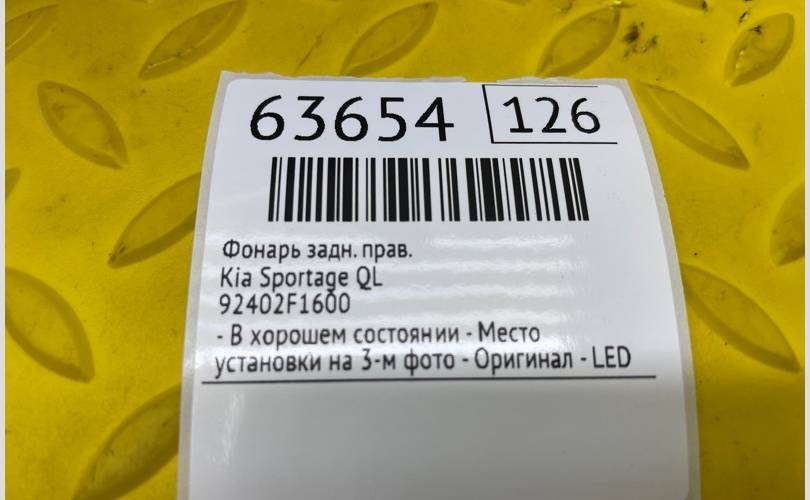 63654 126
Фонарь задн. прав.
Kia Sportage QL
92402F1600
- В хорошем состоянии - Место
установки на 3-м фото - Оригинал - LED